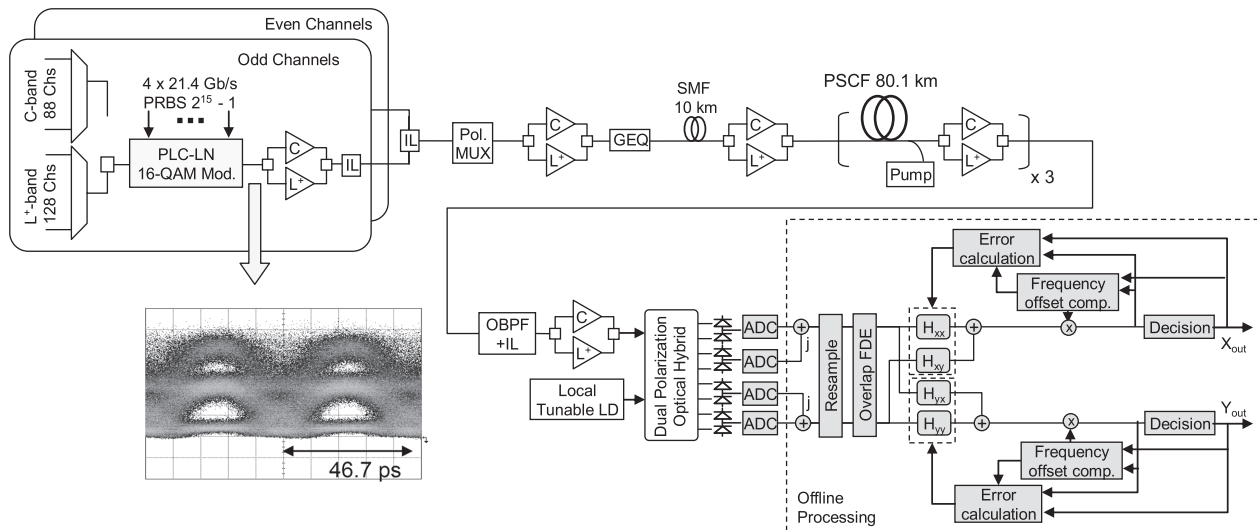 Even Channels
Odd Channels
C-band
88 Chs
L⁺-band
128 Chs
4 x 21.4 Gb/s
PRBS 2¹⁵ - 1
PLC-LN
16-QAM Mod.
C
L⁺
IL
IL
Pol.
MUX
C
L⁺
GEQ
SMF
10 km
C
L⁺
PSCF 80.1 km
Pump
C
L⁺
x 3
46.7 ps
OBPF
+IL
C
L⁺
Local
Tunable LD
Dual Polarization
Optical Hybrid
ADC
ADC
ADC
ADC
+
j
j
+
Resample
Overlap FDE
Hxx
Hxy
Hyx
Hyy
+
+
Error
calculation
Frequency
offset comp.
x
Decision
Xout
x
Decision
Yout
Frequency
offset comp.
Error
calculation
Offline
Processing